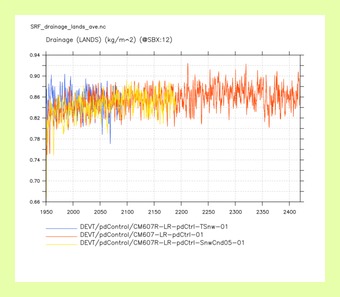 SRF_drainage_lands_ave.nc
Drainage (LANDS) (kg/m^2) (@SBX:12)
0.94
0.90
0.86
0.82
0.78
0.74
0.70
0.66
1950 2000 2050 2100 2150 2200 2250 2300 2350 2400
DEVT/pdControl/CM607R-LR-pdCtrl-TSnw-01
DEVT/pdControl/CM607-LR-pdCtrl-01
DEVT/pdControl/CM607R-LR-pdCtrl-SnwCnd05-01